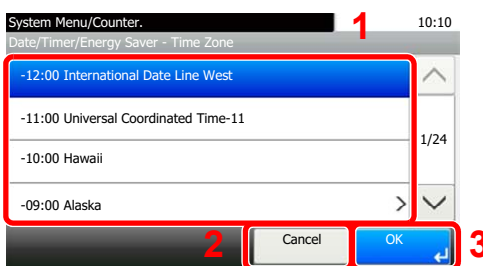 System Menu/Counter.
1
10:10
Date/Timer/Energy Saver - Time Zone
-12:00 International Date Line West
-11:00 Universal Coordinated Time-11
1/24
-10:00 Hawaii
-09:00 Alaska
2
Cancel
OK
3